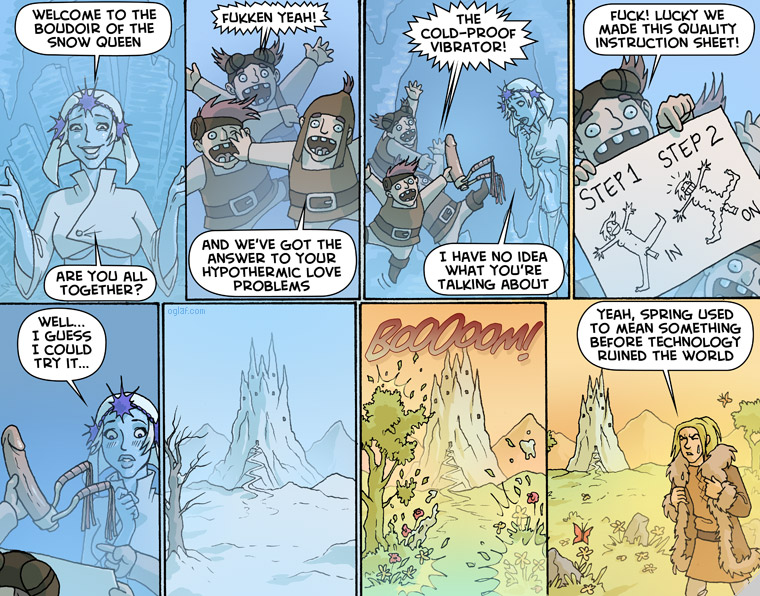 WELCOME TO THE
BOUDOIR OF THE
SNOW QUEEN
ARE YOU ALL
TOGETHER?
FUKKEN YEAH!
AND WE'VE GOT THE
ANSWER TO YOUR
HYPOTHERMIC LOVE
PROBLEMS
THE
COLD-PROOF
VIBRATOR!
I HAVE NO IDEA
WHAT YOU'RE
TALKING ABOUT
FUCK! LUCKY WE
MADE THIS QUALITY
INSTRUCTION SHEET!
STEP 1
IN
STEP 2
ON
WELL...
I GUESS
I COULD
TRY IT...
oglaf.com
BOOOOOM!
YEAH, SPRING USED
TO MEAN SOMETHING
BEFORE TECHNOLOGY
RUINED THE WORLD